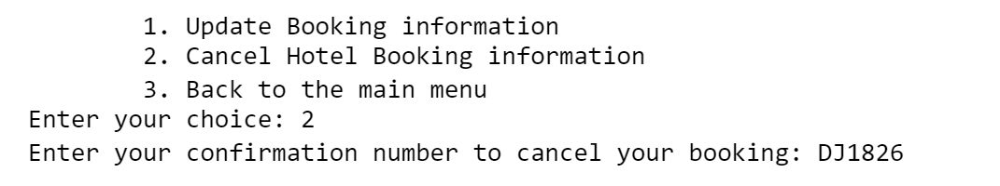 1. Update Booking information
2. Cancel Hotel Booking information
3. Back to the main menu
Enter your choice: 2
Enter your confirmation number to cancel your booking: DJ1826